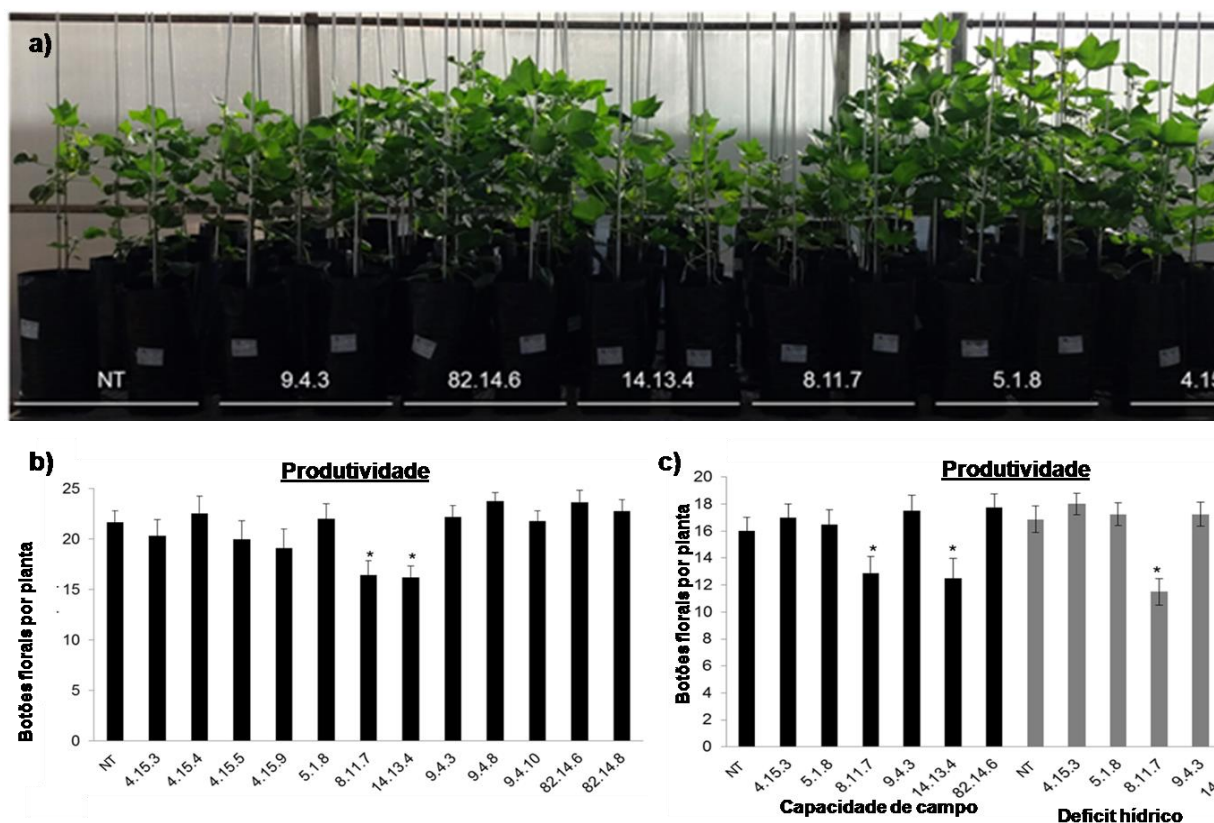 a)
NT 9.4.3 82.14.6 14.13.4 8.11.7 5.1.8 4.15
b)
Produtividade
Botões florais por planta
25
20
15
10
5
0
* *
NT 4.15.3 4.15.4 4.15.5 4.15.9 5.1.8 8.11.7 14.13.4 9.4.3 9.4.8 9.4.10 82.14.6 82.14.8
c)
Produtividade
Botões florais por planta
20
18
16
14
12
10
8
6
4
2
0
* * *
NT 4.15.3 5.1.8 8.11.7 9.4.3 14.13.4 82.14.6 NT 4.15.3 5.1.8 8.11.7 9.4.3 14
Capacidade de campo Deficit hídrico